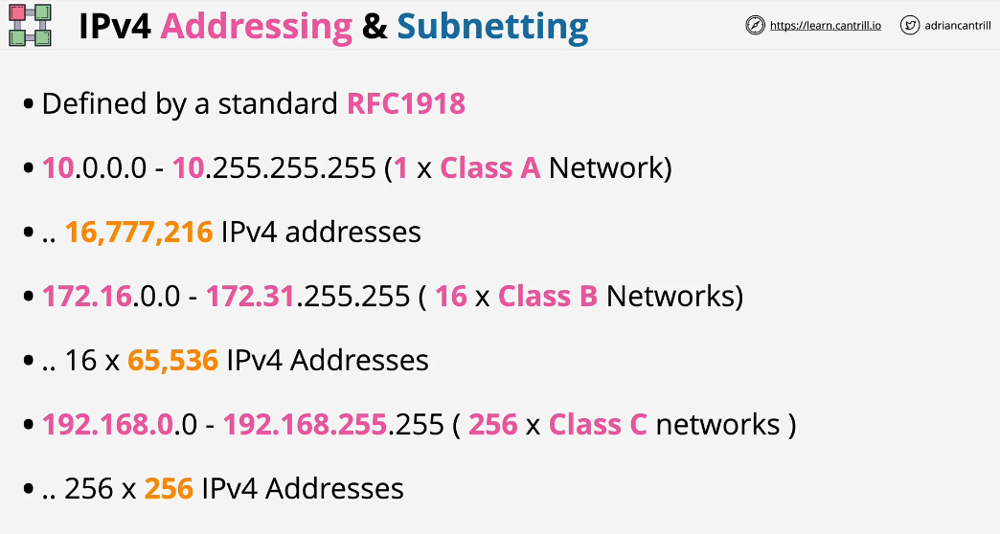 IPv4 Addressing & Subnetting
https://learn.cantrill.io
adriancantrill
• Defined by a standard RFC1918
• 10.0.0.0 - 10.255.255.255 (1 x Class A Network)
• .. 16,777,216 IPv4 addresses
• 172.16.0.0 - 172.31.255.255 ( 16 x Class B Networks)
• .. 16 x 65,536 IPv4 Addresses
• 192.168.0.0 - 192.168.255.255 ( 256 x Class C networks )
• .. 256 x 256 IPv4 Addresses